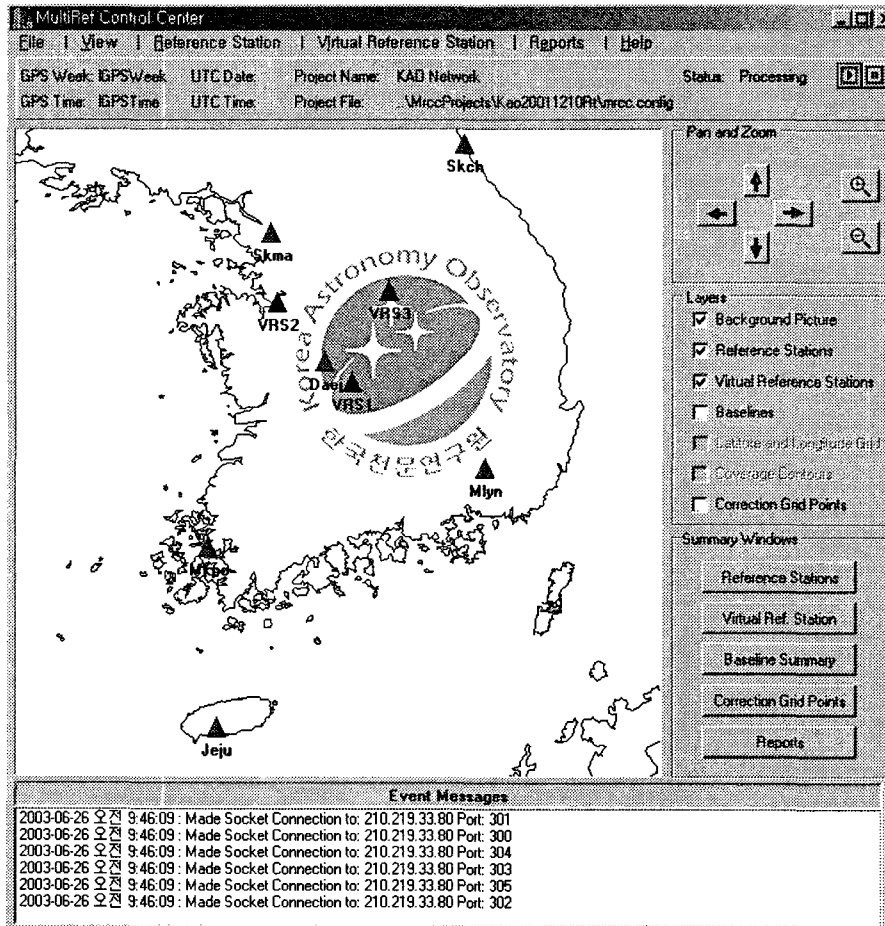 MultiRef Control Center
File | View | Reference Station | Virtual Reference Station | Reports | Help
GPS Week: !GPSWeek UTC Date: Project Name: KAO Network Status: Processing
GPS Time: !GPSTime UTC Time: Project File: ..\MrccProjects\Kao20011210Rt\mrcc.config
Pan and Zoom
Skch
Skma
Korea Astronomy Observatory
한국천문연구원
VRS2
VRS3
Daej
VRS1
Mlyn
Jeju
Layers
Background Picture
Reference Stations
Virtual Reference Stations
Baselines
Latitude and Longitude Grid
Coverage Contours
Correction Grid Points
Summary Windows
Reference Stations
Virtual Ref. Station
Baseline Summary
Correction Grid Points
Reports
Event Messages
2003-06-26 오전 9:46:09 : Made Socket Connection to: 210.219.33.80 Port: 301
2003-06-26 오전 9:46:09 : Made Socket Connection to: 210.219.33.80 Port: 300
2003-06-26 오전 9:46:09 : Made Socket Connection to: 210.219.33.80 Port: 304
2003-06-26 오전 9:46:09 : Made Socket Connection to: 210.219.33.80 Port: 303
2003-06-26 오전 9:46:09 : Made Socket Connection to: 210.219.33.80 Port: 305
2003-06-26 오전 9:46:09 : Made Socket Connection to: 210.219.33.80 Port: 302